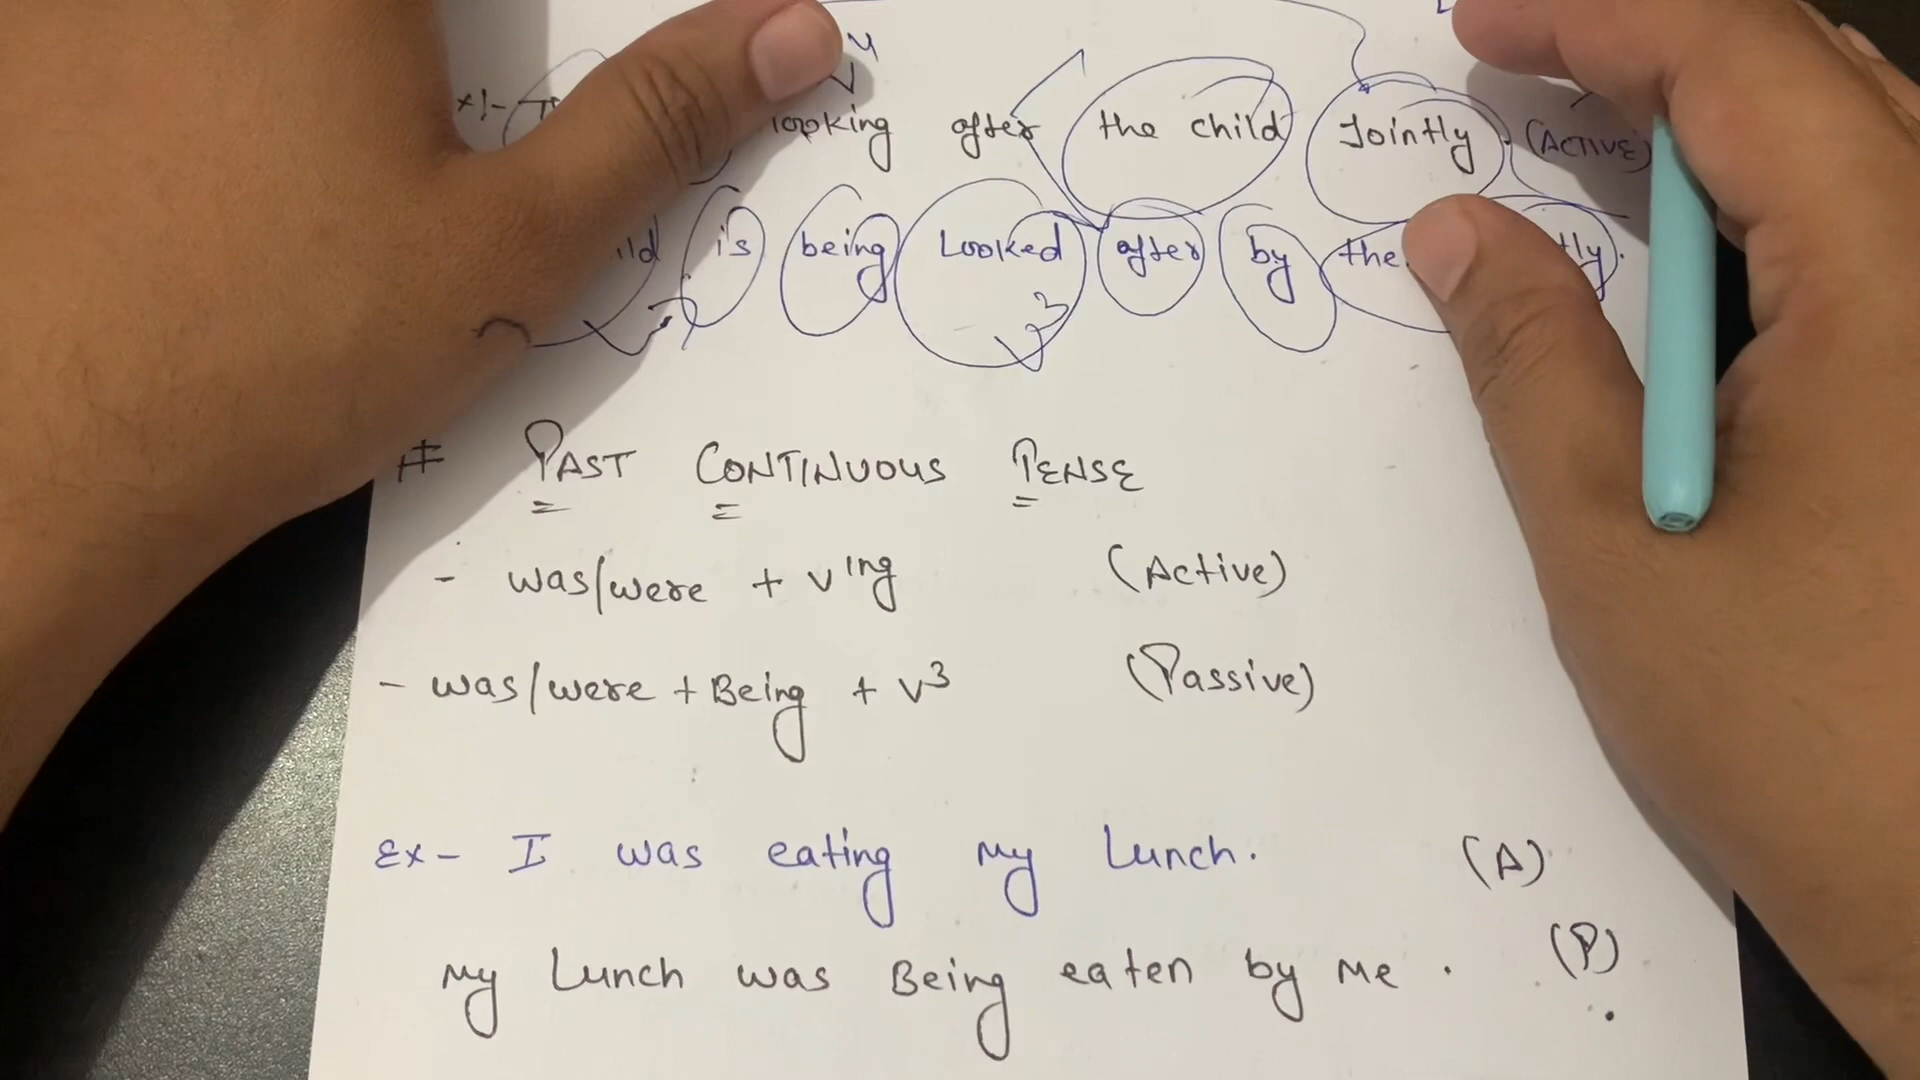 looking after the child Jointly. (ACTIVE)
is being Looked after by the
V3
# PAST CONTINUOUS TENSE
- was/were + v ing (Active)
- was/were + Being + v3 (Passive)
Ex- I was eating My Lunch. (A)
My Lunch was Being eaten by Me. (P)